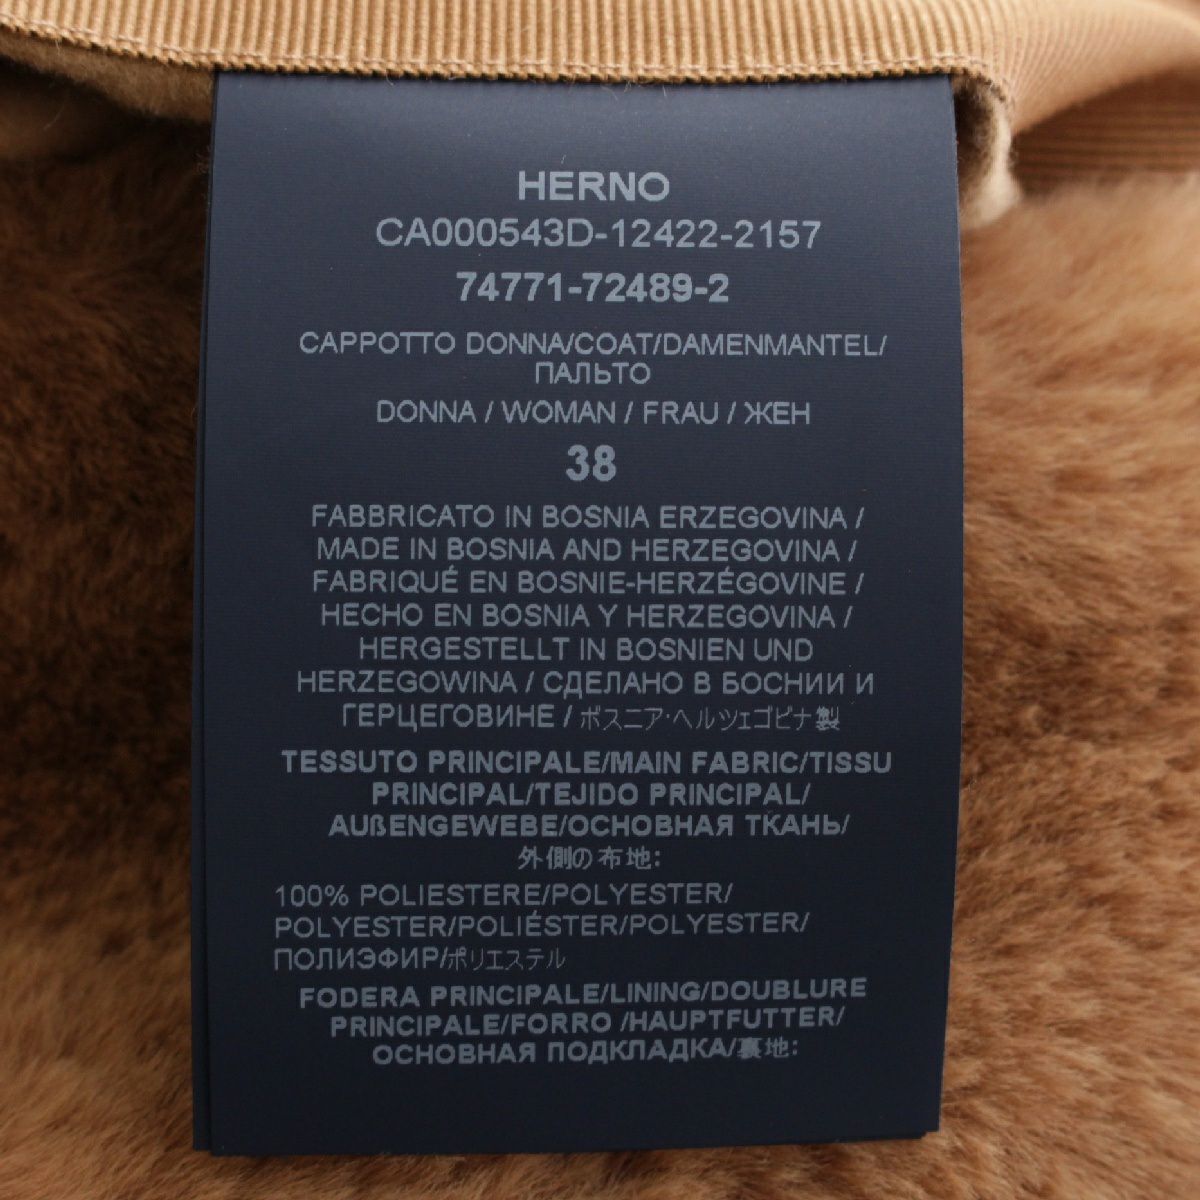 HERNO
CA000543D-12422-2157
74771-72489-2
CAPPOTTO DONNA/COAT/DAMENMANTEL/
ПАЛЬТО
DONNA / WOMAN / FRAU / ЖЕН
38
FABBRICATO IN BOSNIA ERZEGOVINA /
MADE IN BOSNIA AND HERZEGOVINA /
FABRIQUÉ EN BOSNIE-HERZÉGOVINE /
HECHO EN BOSNIA Y HERZEGOVINA /
HERGESTELLT IN BOSNIEN UND
HERZEGOWINA / СДЕЛАНО В БОСНИИ И
ГЕРЦЕГОВИНЕ / ボスニア・ヘルツェゴビナ製
TESSUTO PRINCIPALE/MAIN FABRIC/TISSU
PRINCIPAL/TEJIDO PRINCIPAL/
AUßENGEWEBE/ОСНОВНАЯ ТКАНЬ/
外側の布地:
100% POLIESTERE/POLYESTER/
POLYESTER/POLIÉSTER/POLYESTER/
ПОЛИЭФИР/ポリエステル
FODERA PRINCIPALE/LINING/DOUBLURE
PRINCIPALE/FORRO /HAUPTFUTTER/
ОСНОВНАЯ ПОДКЛАДКА/裏地: